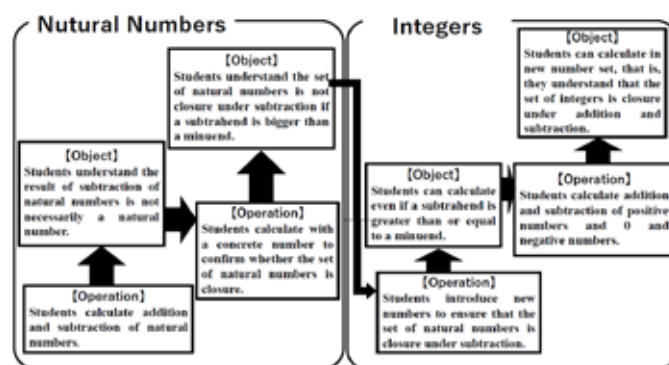 Nutural Numbers
【Object】
Students understand the set
of natural numbers is not
closure under subtraction if
a subtrahend is bigger than
a minuend.
【Object】
Students understand the
result of subtraction of
natural numbers is not
necessarily a natural
number.
【Operation】
Students calculate with
a concrete number to
confirm whether the set
of natural numbers is
closure.
【Operation】
Students calculate addition
and subtraction of natural
numbers.
Integers
【Object】
Students can calculate in
new number set, that is,
they understand that the
set of integers is closure
under addition and
subtraction.
【Object】
Students can calculate
even if a subtrahend is
greater than or equal
to a minuend.
【Operation】
Students calculate addition
and subtraction of positive
numbers and 0 and
negative numbers.
【Operation】
Students introduce new
numbers to ensure that the
set of natural numbers is
closure under subtraction.